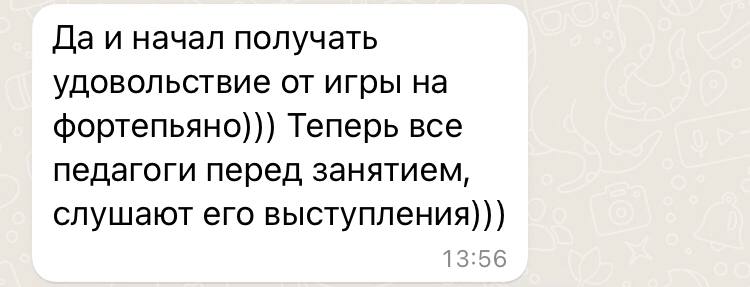 Да и начал получать
удовольствие от игры на
фортепьяно))) Теперь все
педагоги перед занятием,
слушают его выступления)))
13:56